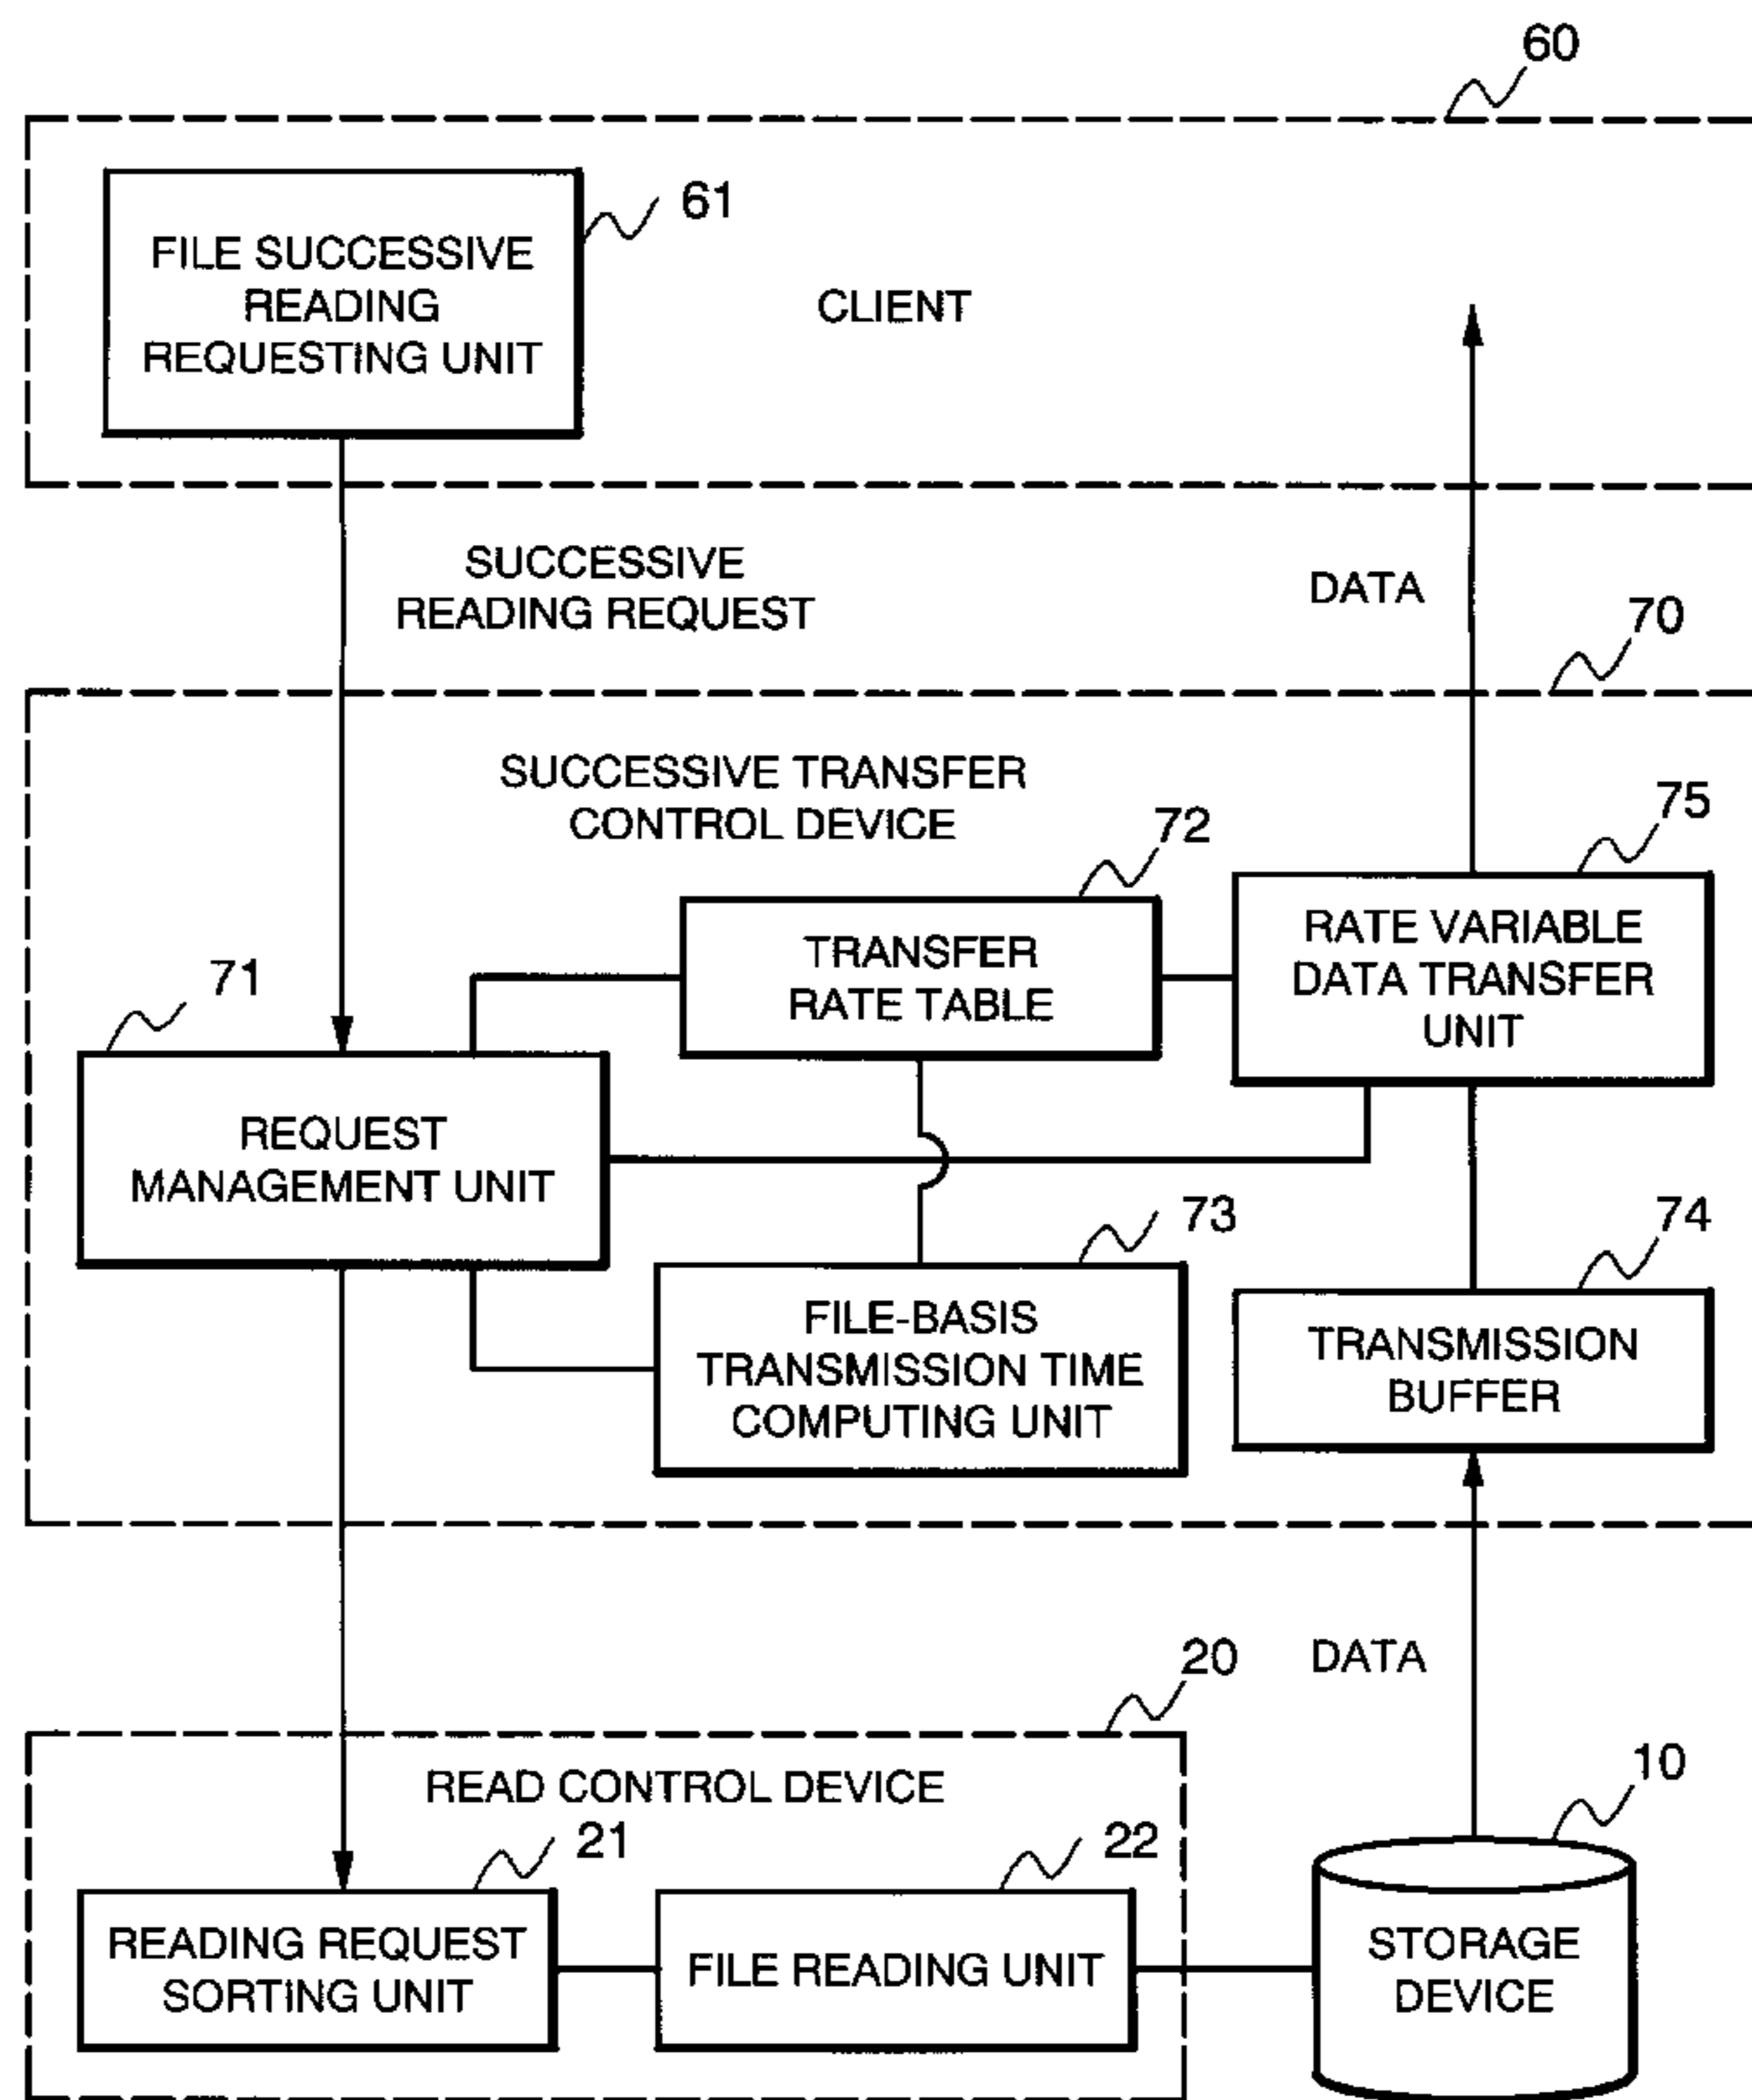 60
61
FILE SUCCESSIVE
READING
REQUESTING UNIT
CLIENT
SUCCESSIVE
READING REQUEST
DATA
70
SUCCESSIVE TRANSFER
CONTROL DEVICE
72
75
TRANSFER
RATE TABLE
RATE VARIABLE
DATA TRANSFER
UNIT
71
REQUEST
MANAGEMENT UNIT
73
74
FILE-BASIS
TRANSMISSION TIME
COMPUTING UNIT
TRANSMISSION
BUFFER
20
DATA
READ CONTROL DEVICE
10
21
22
READING REQUEST
SORTING UNIT
FILE READING UNIT
STORAGE
DEVICE